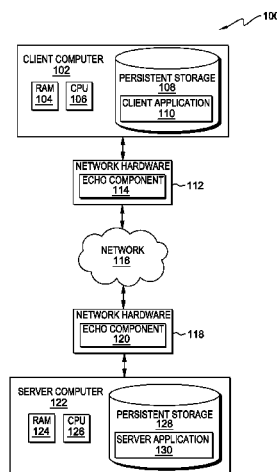 100
CLIENT COMPUTER
102
RAM
104
CPU
106
PERSISTENT STORAGE
108
CLIENT APPLICATION
110
NETWORK HARDWARE
ECHO COMPONENT
114
112
NETWORK
116
NETWORK HARDWARE
ECHO COMPONENT
120
118
SERVER COMPUTER
122
RAM
124
CPU
126
PERSISTENT STORAGE
128
SERVER APPLICATION
130